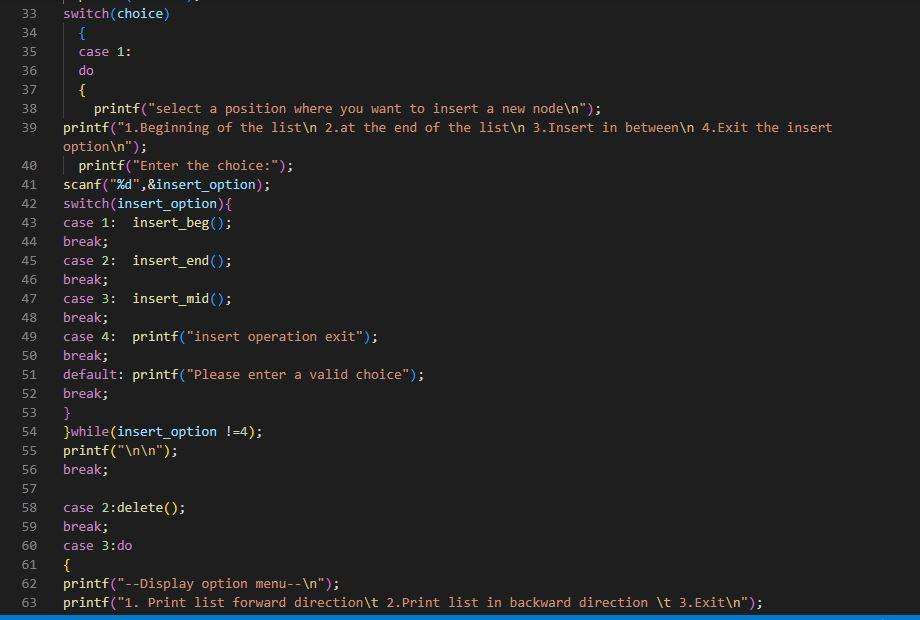 33 switch(choice)
34 {
35 case 1:
36 do
37 {
38 printf("select a position where you want to insert a new node\n");
39 printf("1.Beginning of the list\n 2.at the end of the list\n 3.Insert in between\n 4.Exit the insert
option\n");
40 printf("Enter the choice:");
41 scanf("%d",&insert_option);
42 switch(insert_option){
43 case 1:  insert_beg();
44 break;
45 case 2:  insert_end();
46 break;
47 case 3:  insert_mid();
48 break;
49 case 4:  printf("insert operation exit");
50 break;
51 default: printf("Please enter a valid choice");
52 break;
53 }
54 }while(insert_option !=4);
55 printf("\n\n");
56 break;
57
58 case 2:delete();
59 break;
60 case 3:do
61 {
62 printf("--Display option menu--\n");
63 printf("1. Print list forward direction\t 2.Print list in backward direction \t 3.Exit\n");